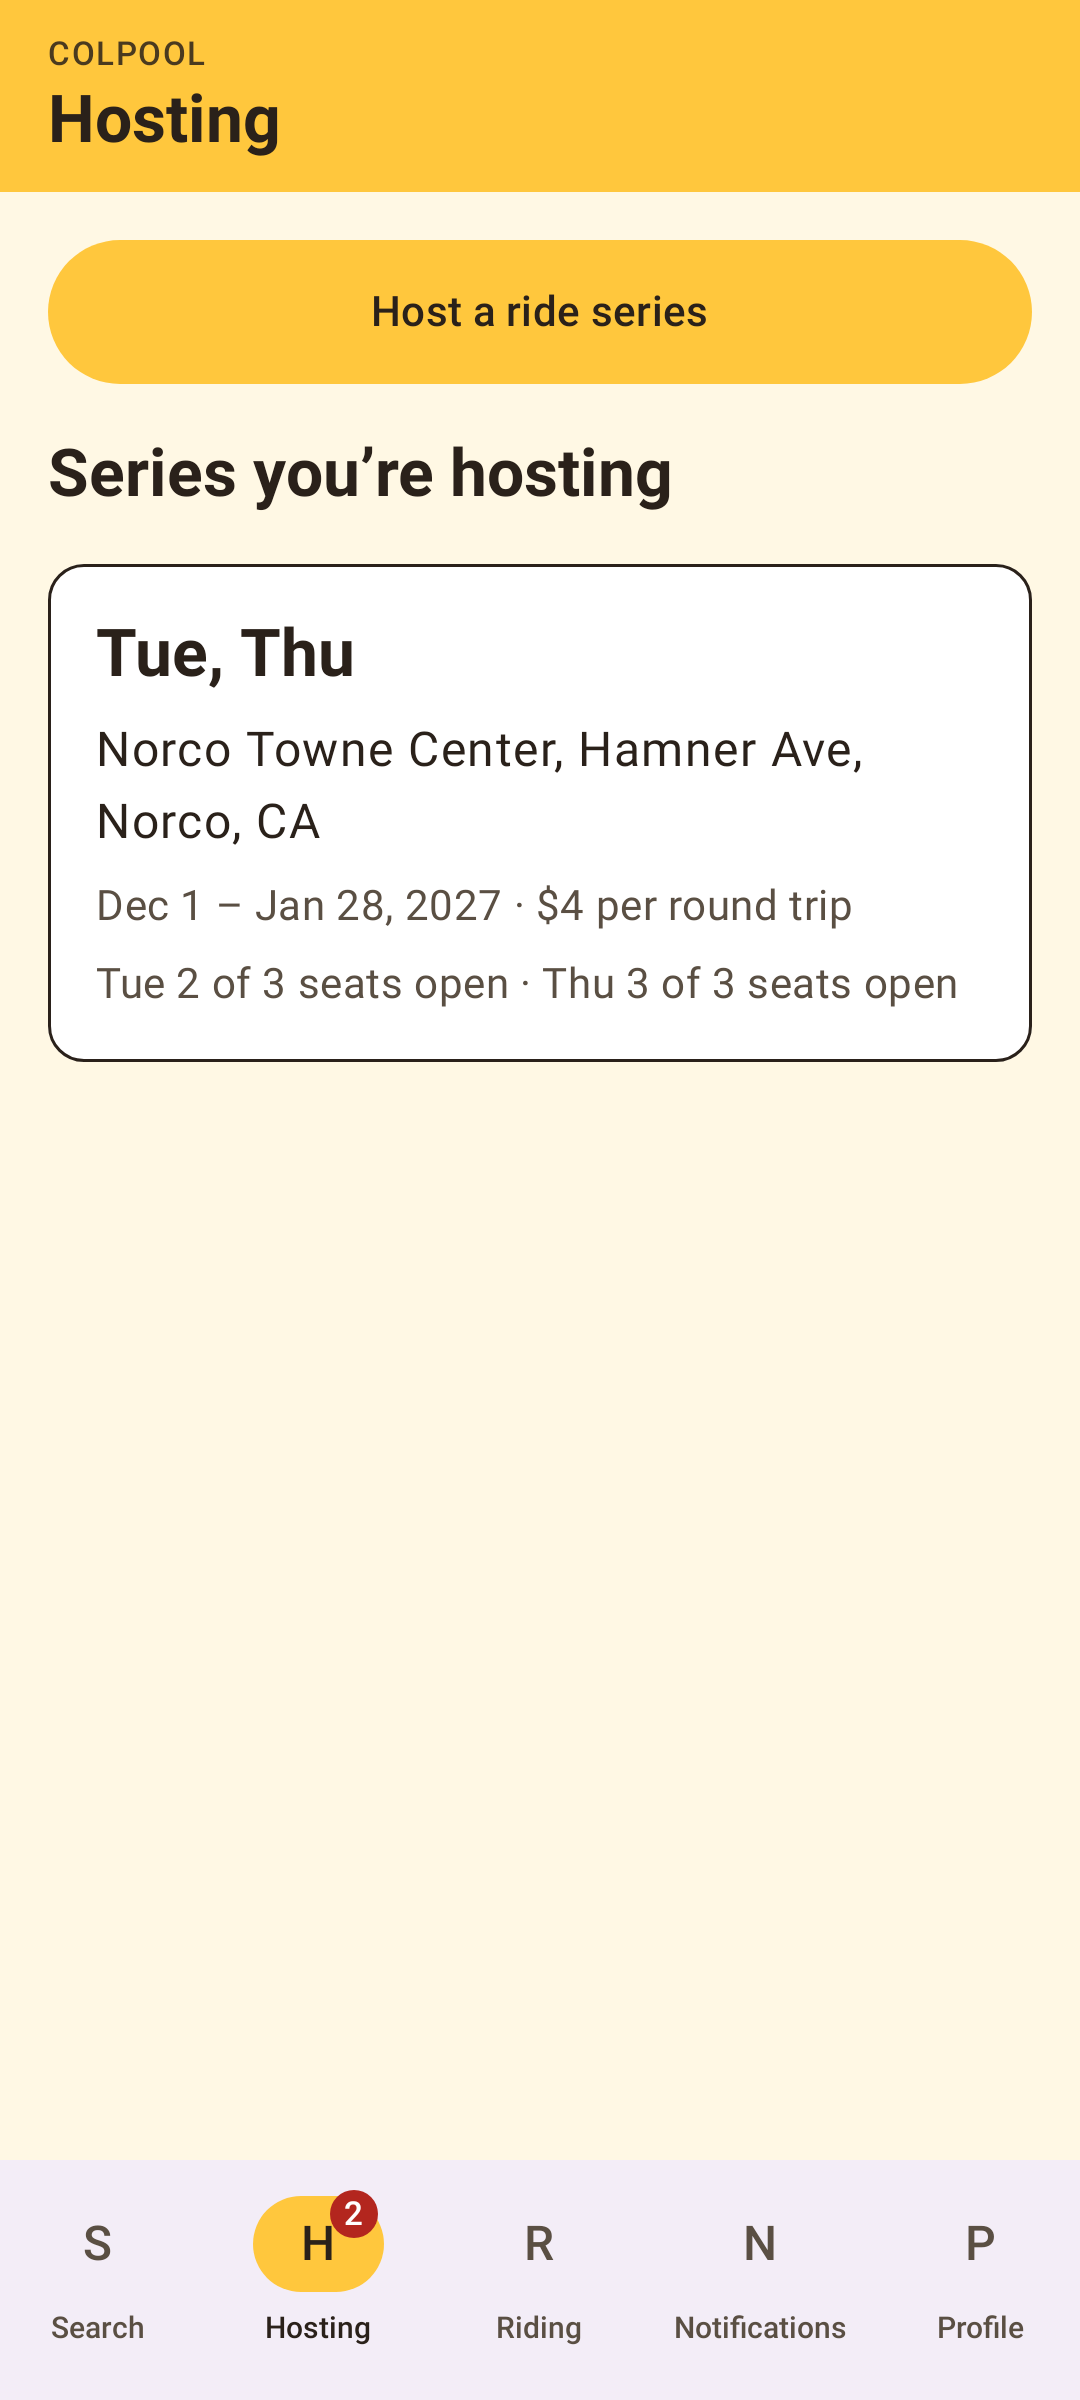 COLPOOL
Hosting
Host a ride series
Series you’re hosting
Tue, Thu
Norco Towne Center, Hamner Ave,
Norco, CA
Dec 1 – Jan 28, 2027 · $4 per round trip
Tue 2 of 3 seats open · Thu 3 of 3 seats open
S
H
2
R
N
P
Search
Hosting
Riding
Notifications
Profile